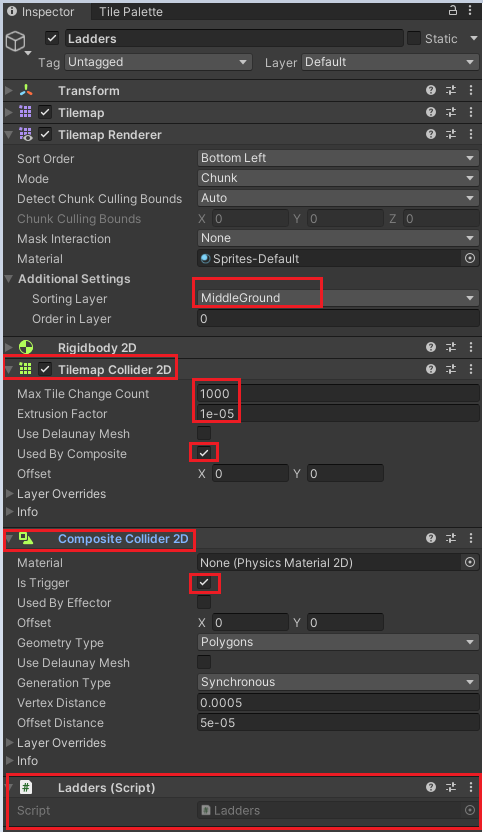 Inspector Tile Palette
Ladders Static
Tag Untagged Layer Default
Transform
Tilemap
Tilemap Renderer
Sort Order Bottom Left
Mode Chunk
Detect Chunk Culling Bounds Auto
Chunk Culling Bounds X 0 Y 0 Z 0
Mask Interaction None
Material Sprites-Default
Additional Settings
Sorting Layer MiddleGround
Order in Layer 0
Rigidbody 2D
Tilemap Collider 2D
Max Tile Change Count 1000
Extrusion Factor 1e-05
Use Delaunay Mesh
Used By Composite
Offset X 0 Y 0
Layer Overrides
Info
Composite Collider 2D
Material None (Physics Material 2D)
Is Trigger
Used By Effector
Offset X 0 Y 0
Geometry Type Polygons
Use Delaunay Mesh
Generation Type Synchronous
Vertex Distance 0.0005
Offset Distance 5e-05
Layer Overrides
Info
Ladders (Script)
Script Ladders